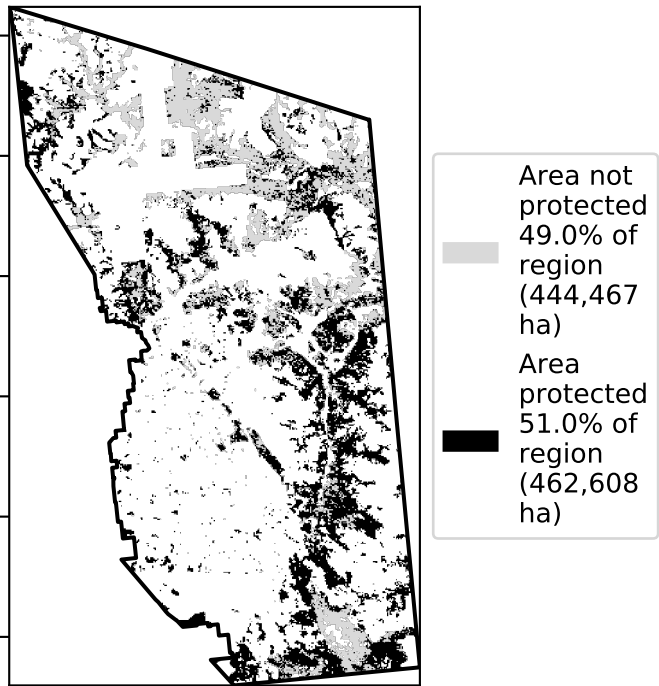 Area not
protected
49.0% of
region
(444,467
ha)
Area
protected
51.0% of
region
(462,608
ha)